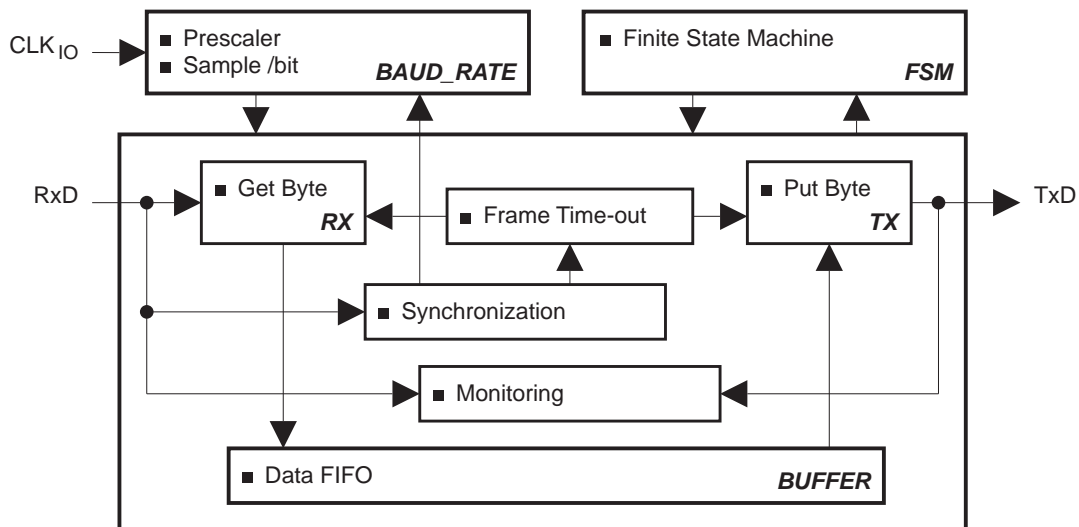 CLK IO
■ Prescaler
■ Sample /bit
BAUD_RATE
■ Finite State Machine
FSM
RxD
■ Get Byte
RX
■ Frame Time-out
■ Put Byte
TX
TxD
■ Synchronization
■ Monitoring
■ Data FIFO
BUFFER